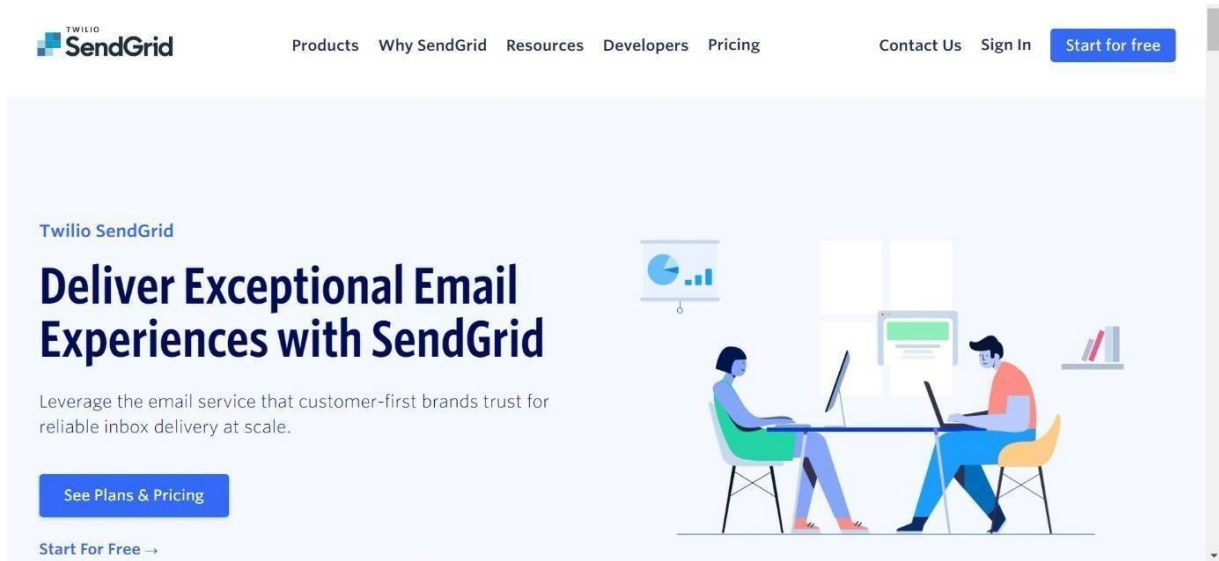 TWILIO
SendGrid
Products Why SendGrid Resources Developers Pricing
Contact Us Sign In Start for free
Twilio SendGrid
Deliver Exceptional Email
Experiences with SendGrid
Leverage the email service that customer-first brands trust for
reliable inbox delivery at scale.
See Plans & Pricing
Start For Free →